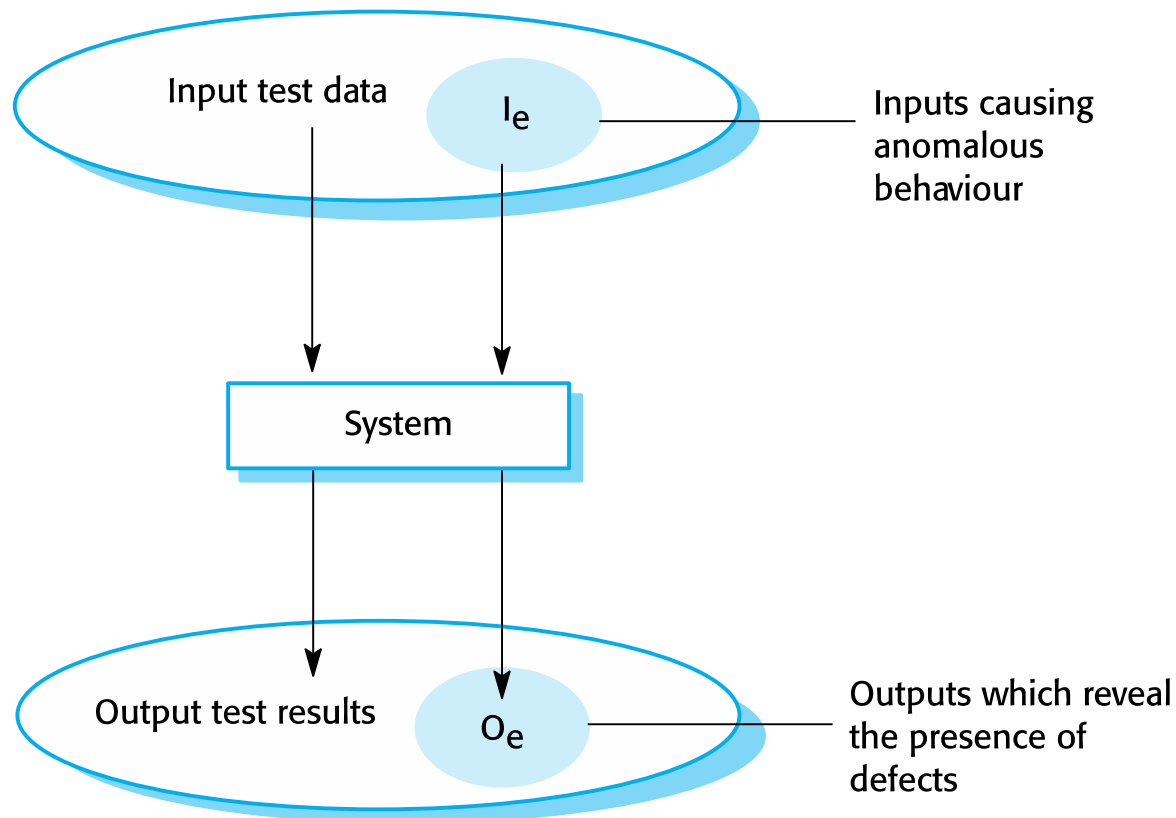 Input test data
Ie
Inputs causing
anomalous
behaviour
System
Output test results
Oe
Outputs which reveal
the presence of
defects